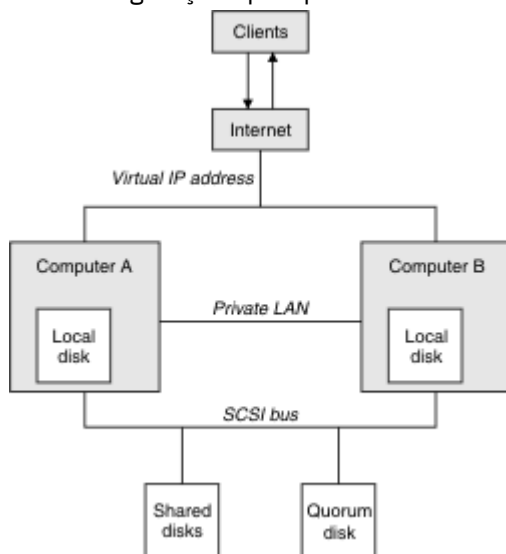 Clients
Internet
Virtual IP address
Computer A
Computer B
Private LAN
Local
disk
Local
disk
SCSI bus
Shared
disks
Quorum
disk